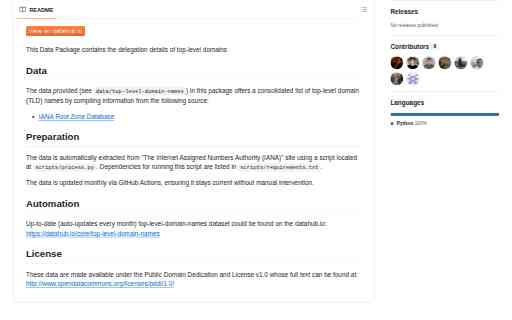 README
View on datahub.io
This Data Package contains the delegation details of top-level domains
Data
The data provided (see data/top-level-domain-names) in this package offers a consolidated list of top-level domain
(TLD) names by compiling information from the following source:
IANA Root Zone Database
Preparation
The data is automatically extracted from "The Internet Assigned Numbers Authority (IANA)" site using a script located
at scripts/process.py. Dependencies for running this script are listed in scripts/requirements.txt.
The data is updated monthly via GitHub Actions, ensuring it stays current without manual intervention.
Automation
Up-to-date (auto-updates every month) top-level-domain-names dataset could be found on the datahub.io:
https://datahub.io/core/top-level-domain-names
License
These data are made available under the Public Domain Dedication and License v1.0 whose full text can be found at:
http://www.opendatacommons.org/licenses/pddl/1.0/
Releases
No releases published
Contributors 8
Languages
Python 100%